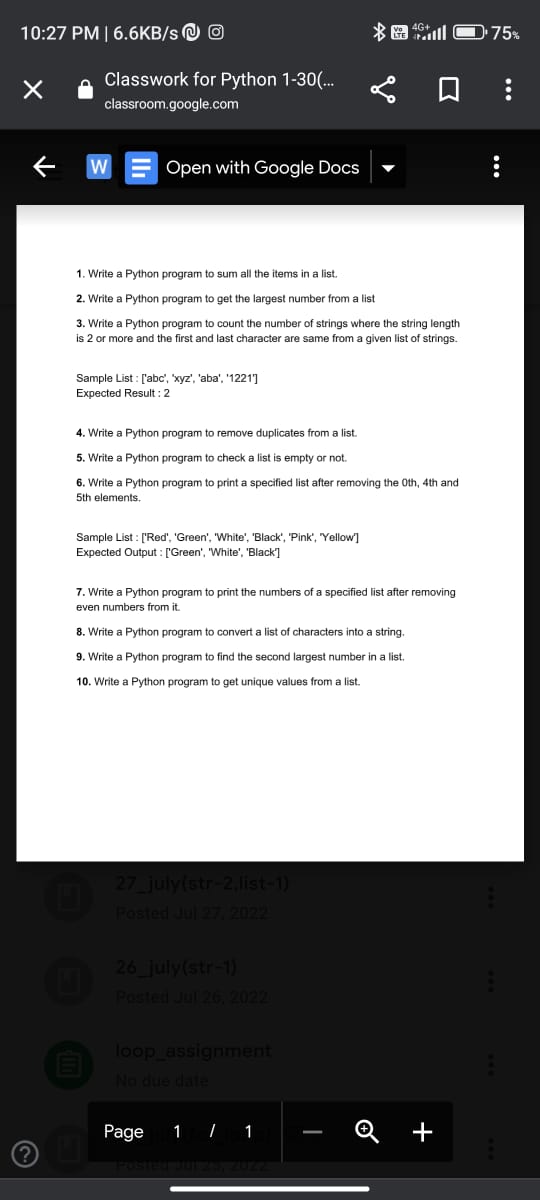 10:27 PM | 6.6KB/s
Vo LTE 4G+ 75%
Classwork for Python 1-30(...
classroom.google.com
W Open with Google Docs
1. Write a Python program to sum all the items in a list.
2. Write a Python program to get the largest number from a list
3. Write a Python program to count the number of strings where the string length
is 2 or more and the first and last character are same from a given list of strings.
Sample List : ['abc', 'xyz', 'aba', '1221']
Expected Result : 2
4. Write a Python program to remove duplicates from a list.
5. Write a Python program to check a list is empty or not.
6. Write a Python program to print a specified list after removing the 0th, 4th and
5th elements.
Sample List : ['Red', 'Green', 'White', 'Black', 'Pink', 'Yellow']
Expected Output : ['Green', 'White', 'Black']
7. Write a Python program to print the numbers of a specified list after removing
even numbers from it.
8. Write a Python program to convert a list of characters into a string.
9. Write a Python program to find the second largest number in a list.
10. Write a Python program to get unique values from a list.
27_july(str-2,list-1)
Posted Jul 27, 2022
26_july(str-1)
Posted Jul 26, 2022
loop_assignment
No due date
Page 1 / 1
Posted Jul 25, 2022